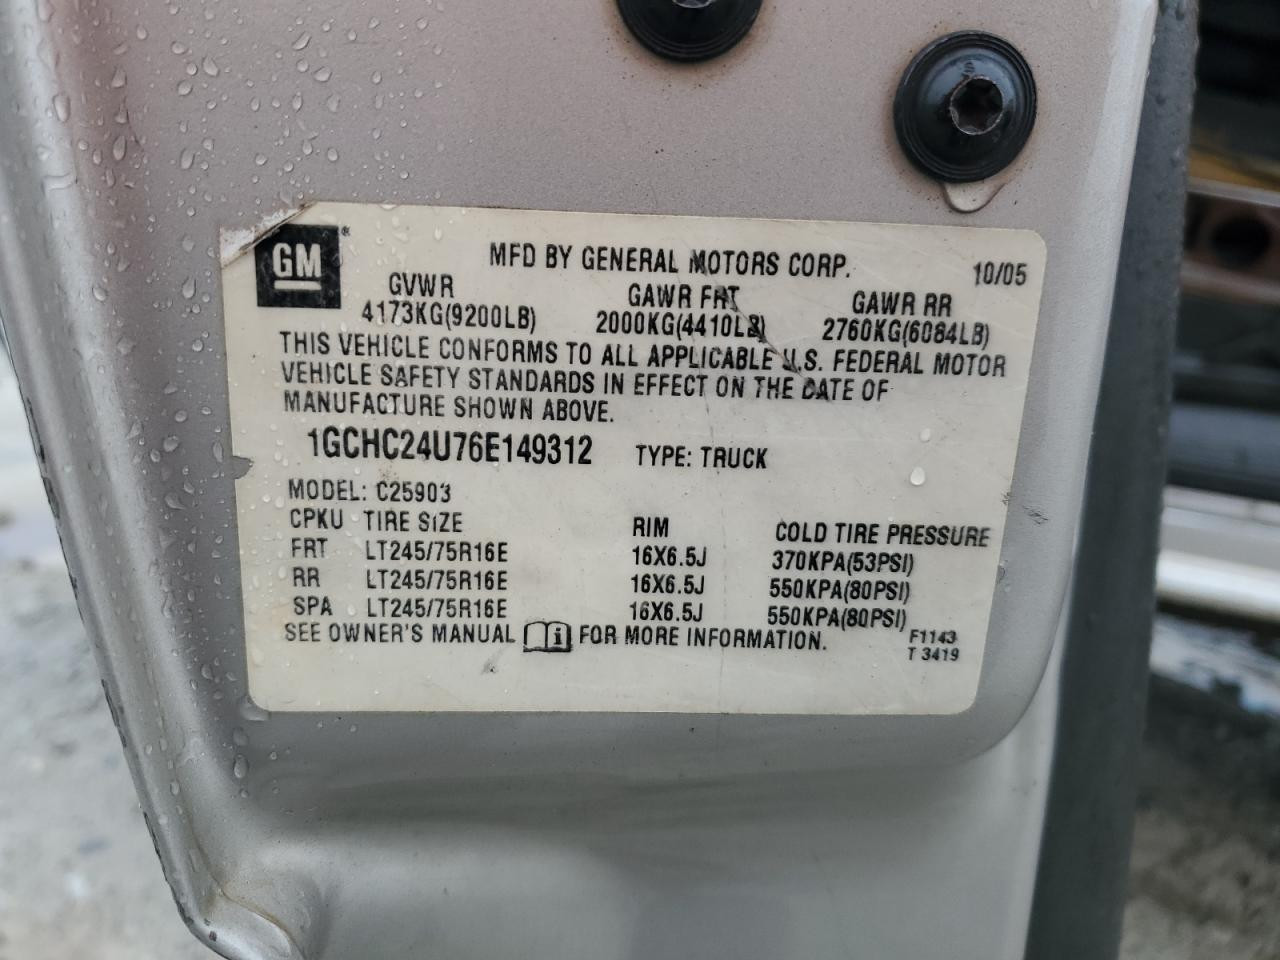 GM®
MFD BY GENERAL MOTORS CORP. 10/05
GVWR GAWR FRT GAWR RR
4173KG(9200LB) 2000KG(4410LB) 2760KG(6084LB)
THIS VEHICLE CONFORMS TO ALL APPLICABLE U.S. FEDERAL MOTOR
VEHICLE SAFETY STANDARDS IN EFFECT ON THE DATE OF
MANUFACTURE SHOWN ABOVE.
1GCHC24U76E149312 TYPE: TRUCK
MODEL: C25903
CPKU TIRE SIZE RIM COLD TIRE PRESSURE
FRT LT245/75R16E 16X6.5J 370KPA(53PSI)
RR LT245/75R16E 16X6.5J 550KPA(80PSI)
SPA LT245/75R16E 16X6.5J 550KPA(80PSI)
SEE OWNER'S MANUAL i FOR MORE INFORMATION.
F1143
T 3419